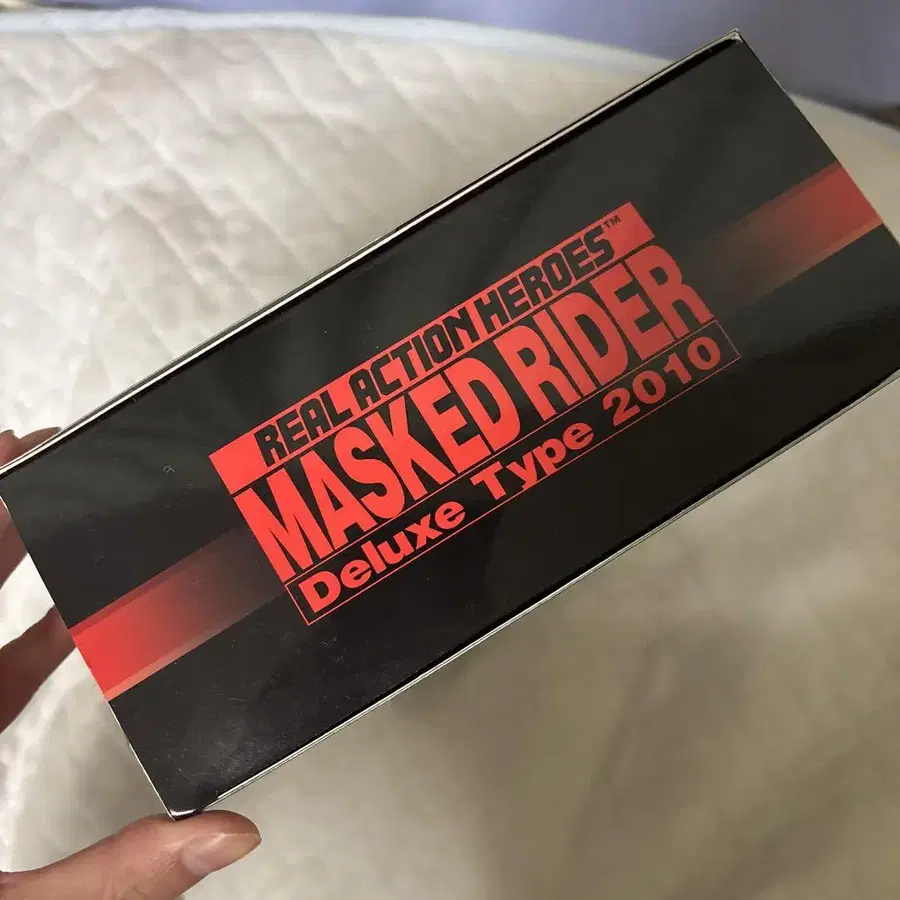 REAL ACTION HEROES™
MASKED RIDER
Deluxe Type 2010